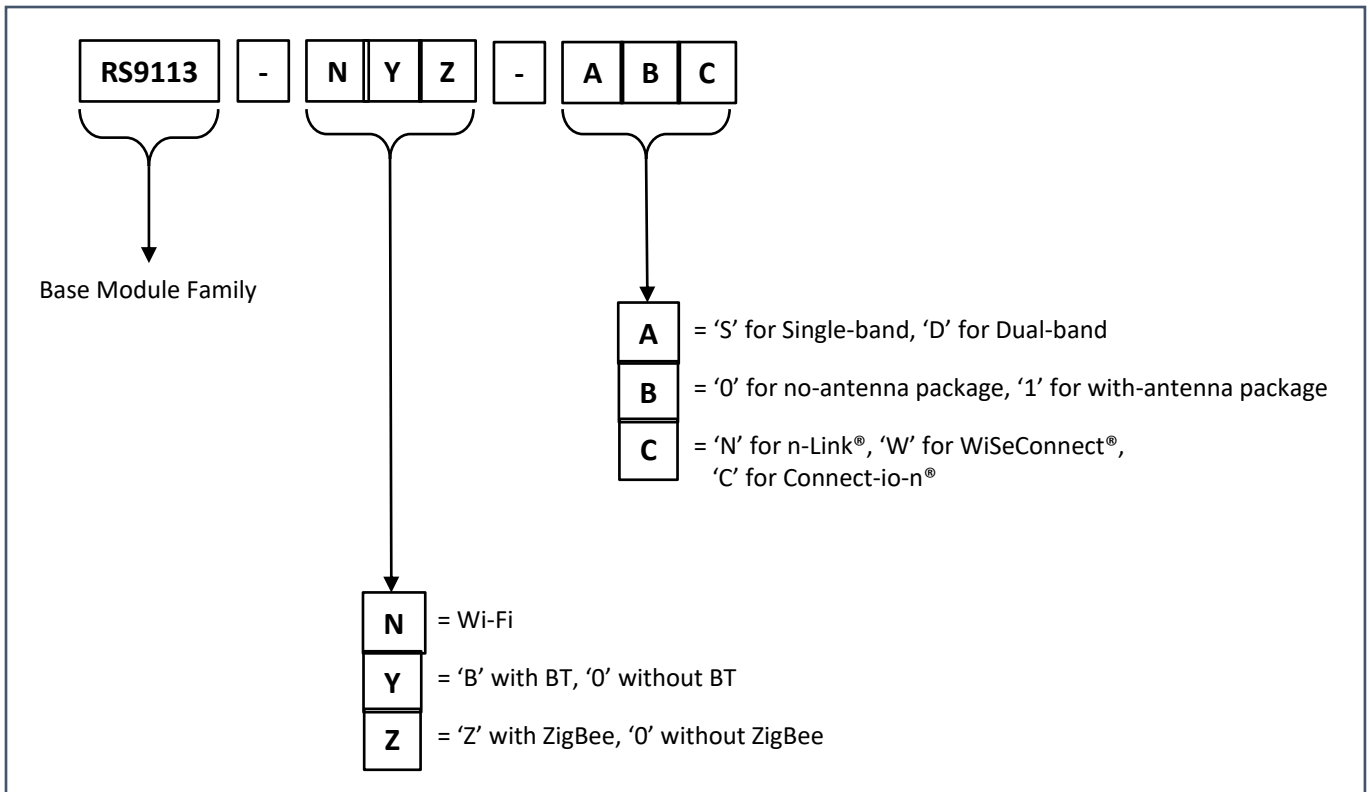 RS9113 - N Y Z - A B C
Base Module Family
A = ‘S’ for Single-band, ‘D’ for Dual-band
B = ‘0’ for no-antenna package, ‘1’ for with-antenna package
C = ‘N’ for n-Link®, ‘W’ for WiSeConnect®,
‘C’ for Connect-io-n®
N = Wi-Fi
Y = ‘B’ with BT, ‘0’ without BT
Z = ‘Z’ with ZigBee, ‘0’ without ZigBee